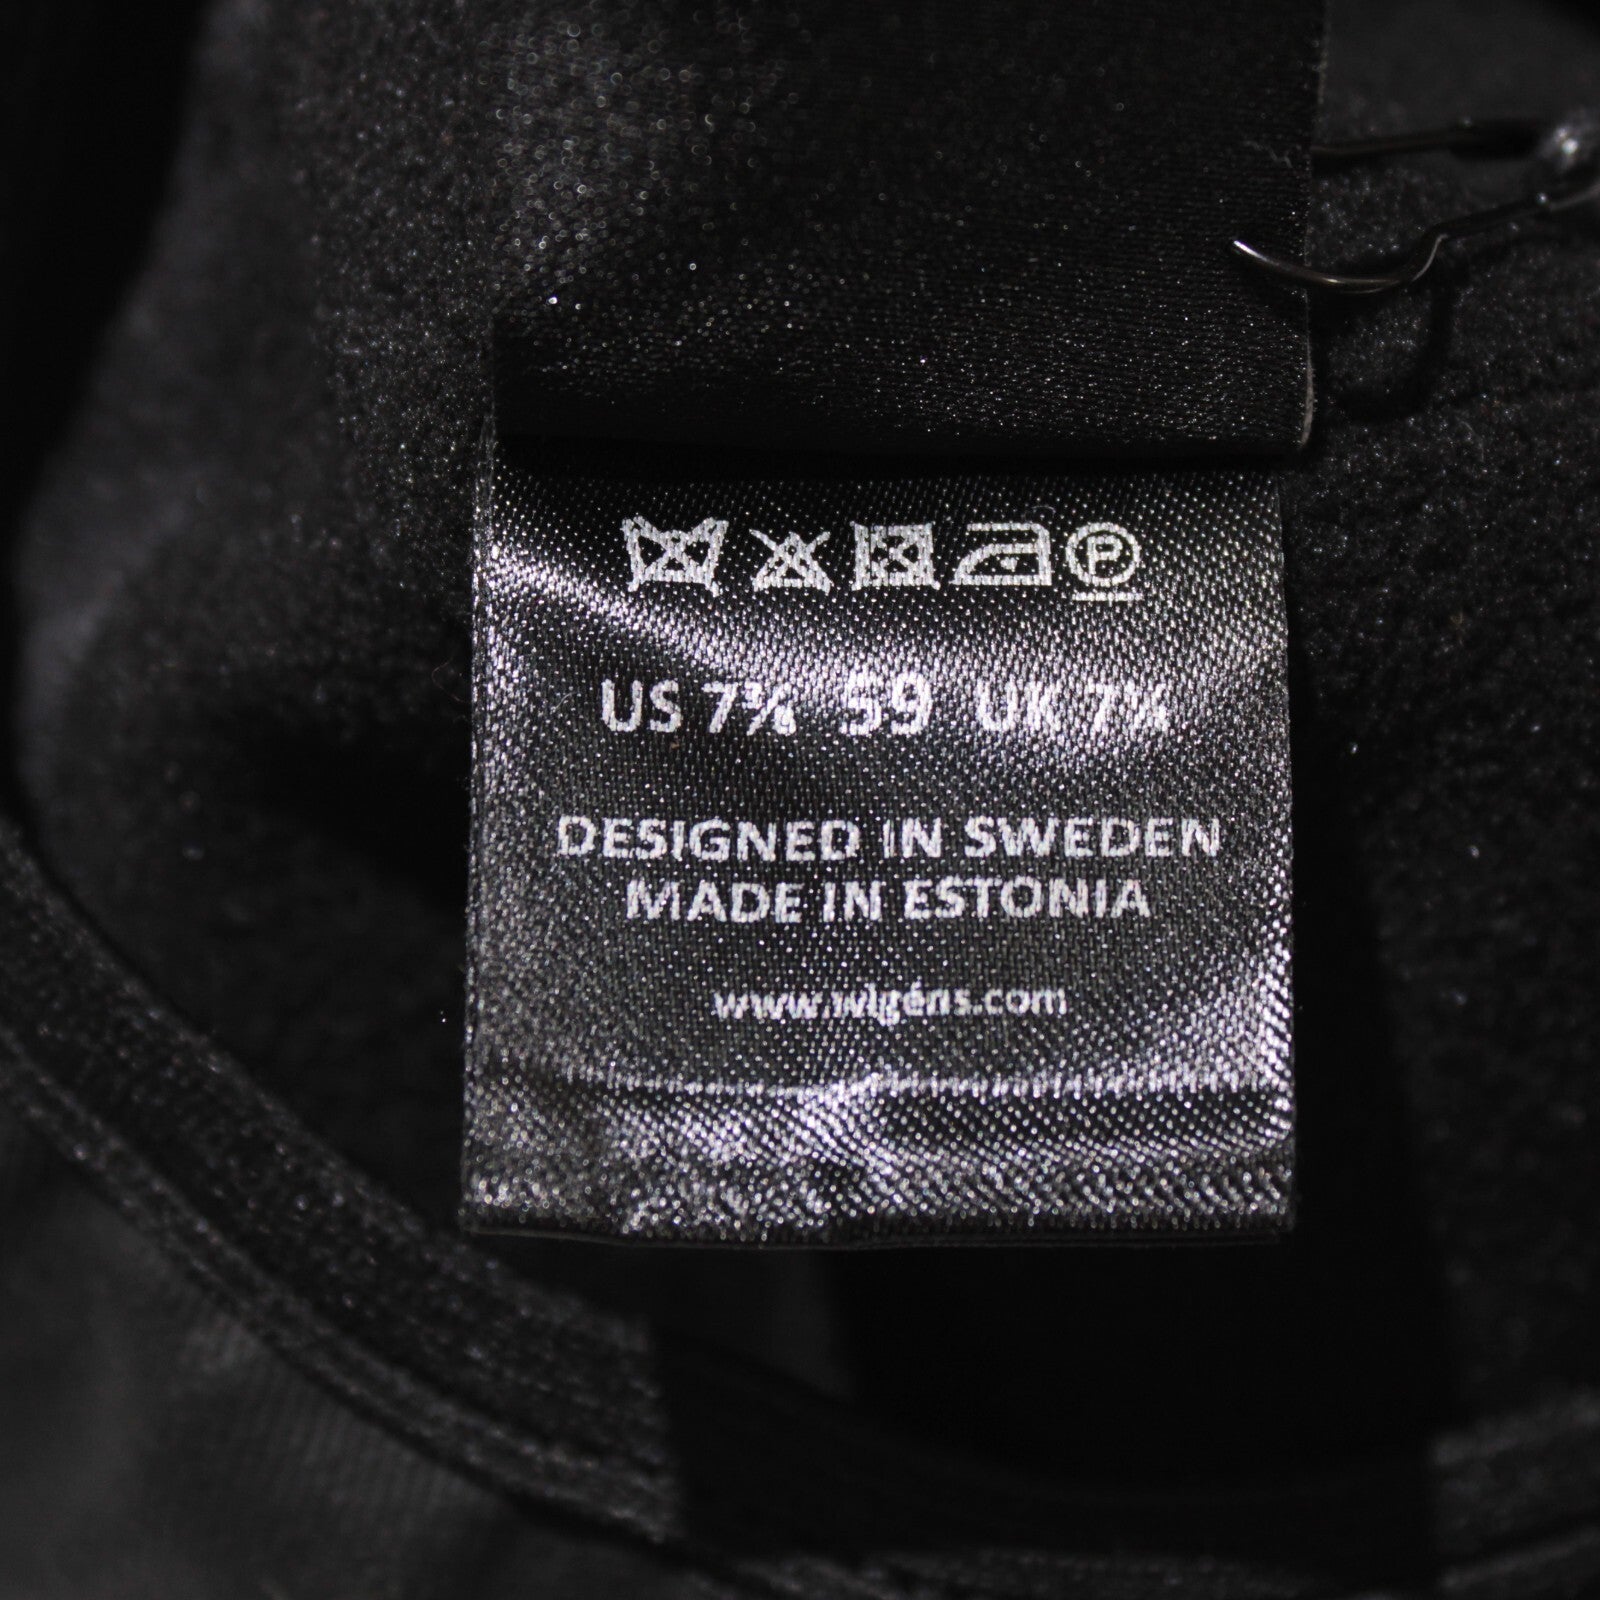 P
US 7⅜ 59 UK 7¼
DESIGNED IN SWEDEN
MADE IN ESTONIA
www.wigens.com